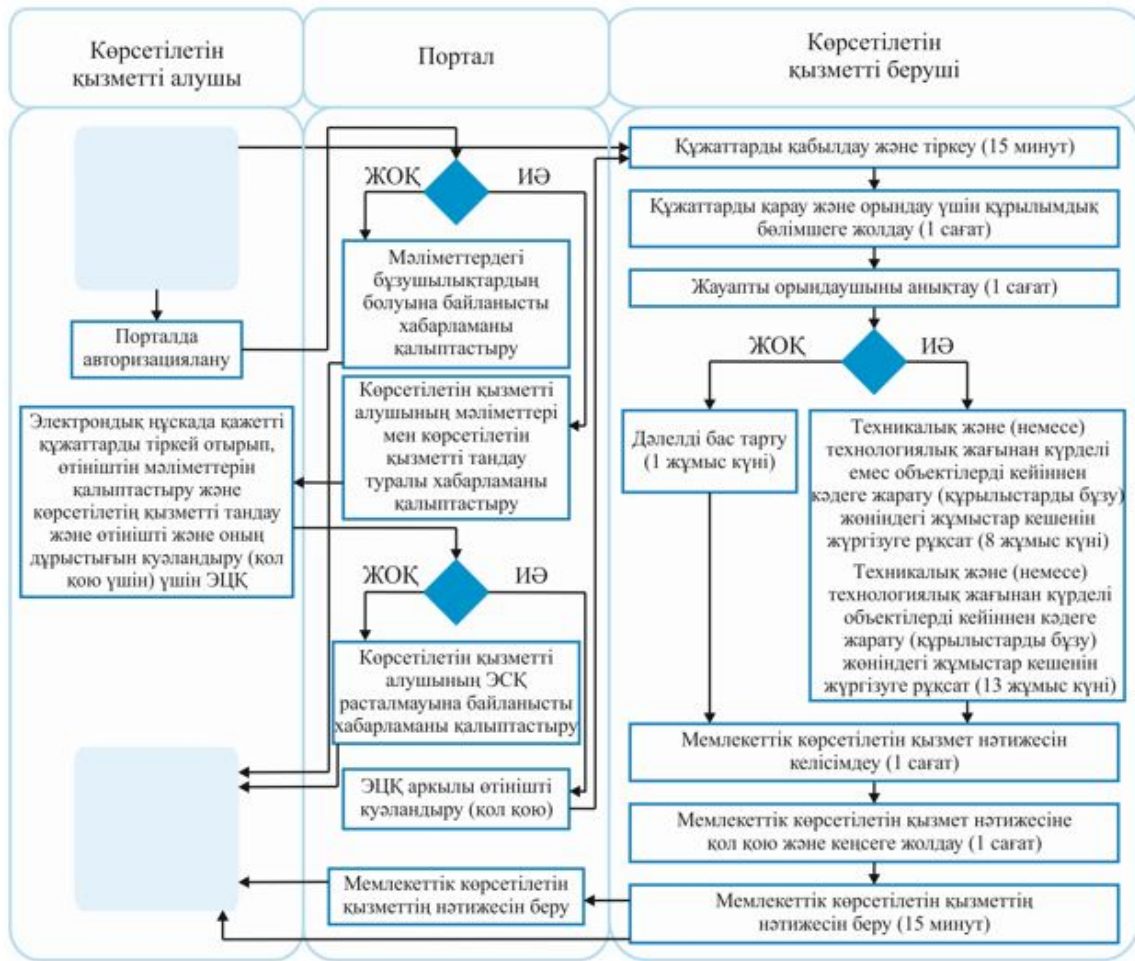 Көрсетілетін
қызметті алушы
Портал
Көрсетілетін
қызметті беруші
Порталда
авторизациялану
Электрондық нұскада қажетті
құжаттарды тіркей отырып,
өтініштін мәліметтерін
қалыптастыру және
көрсетілең қызметті тандау
және өтінішті және оның
дұрыстығын куәландыру (қол
қою үшін) үшін ЭЦҚ
ЖОҚ
ИӘ
Мәліметтердегі
бұзушылықтардың
болуына байланысты
хабарламаны
қалыптастыру
Көрсетілетін қызметті
алушының мәліметтері
мен көрсетілетін
қызметті тандау
туралы хабарламаны
қалыптастыру
ЖОҚ
ИӘ
Көрсетілетін қызметті
алушының ЭСҚ
расталмауына байланысты
хабарламаны қалыптастыру
ЭЦҚ аркылы өтінішті
куәландыру (қол қою)
Мемлекеттік көрсетілетін
қызметтің нәтижесін беру
Құжаттарды қабылдау және тіркеу (15 минут)
Құжаттарды қарау және орындау үшін құрылымдық
бөлімшеге жолдау (1 сағат)
Жауапты орындаушыны анықтау (1 сағат)
ЖОҚ
ИӘ
Дәлелді бас тарту
(1 жұмыс күні)
Техникалық және (немесе)
технологиялық жағынан күрделі
емес объектілерді кейіннен
кәдеге жарату (құрылыстарды бұзу)
жөніндегі жұмыстар кешенін
жүргізуге рұқсат (8 жұмыс күні)
Техникалық және (немесе)
технологиялық жағынан күрделі
объектілерді кейіннен кәдеге
жарату (құрылыстарды бұзу)
жөніндегі жұмыстар кешенін
жүргізуге рұқсат (13 жұмыс күні)
Мемлекеттік көрсетілетін қызмет нәтижесін
келісімдеу (1 сағат)
Мемлекеттік көрсетілетін қызмет нәтижесіне
қол қою және кеңсеге жолдау (1 сағат)
Мемлекеттік көрсетілетін қызметтің
нәтижесін беру (15 минут)